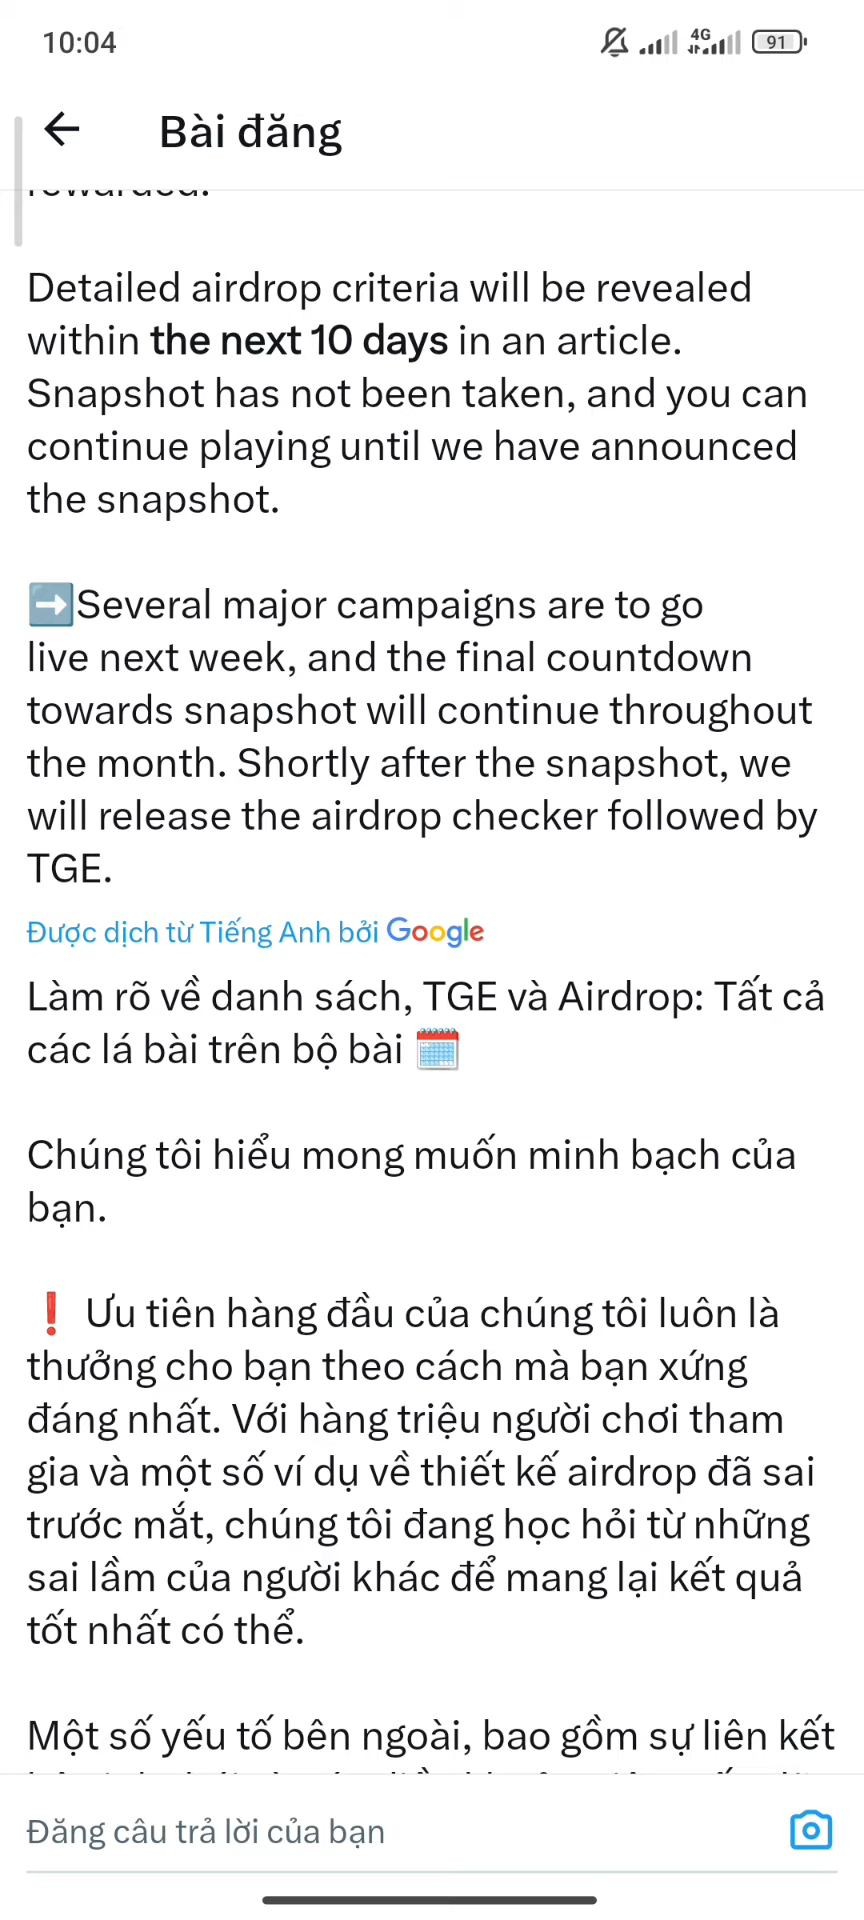 10:04
4G
91
Bài đăng
rewarded.
Detailed airdrop criteria will be revealed
within the next 10 days in an article.
Snapshot has not been taken, and you can
continue playing until we have announced
the snapshot.
➡️Several major campaigns are to go
live next week, and the final countdown
towards snapshot will continue throughout
the month. Shortly after the snapshot, we
will release the airdrop checker followed by
TGE.
Được dịch từ Tiếng Anh bởi Google
Làm rõ về danh sách, TGE và Airdrop: Tất cả
các lá bài trên bộ bài 🗓️
Chúng tôi hiểu mong muốn minh bạch của
bạn.
❗ Ưu tiên hàng đầu của chúng tôi luôn là
thưởng cho bạn theo cách mà bạn xứng
đáng nhất. Với hàng triệu người chơi tham
gia và một số ví dụ về thiết kế airdrop đã sai
trước mắt, chúng tôi đang học hỏi từ những
sai lầm của người khác để mang lại kết quả
tốt nhất có thể.
Một số yếu tố bên ngoài, bao gồm sự liên kết
Đăng câu trả lời của bạn